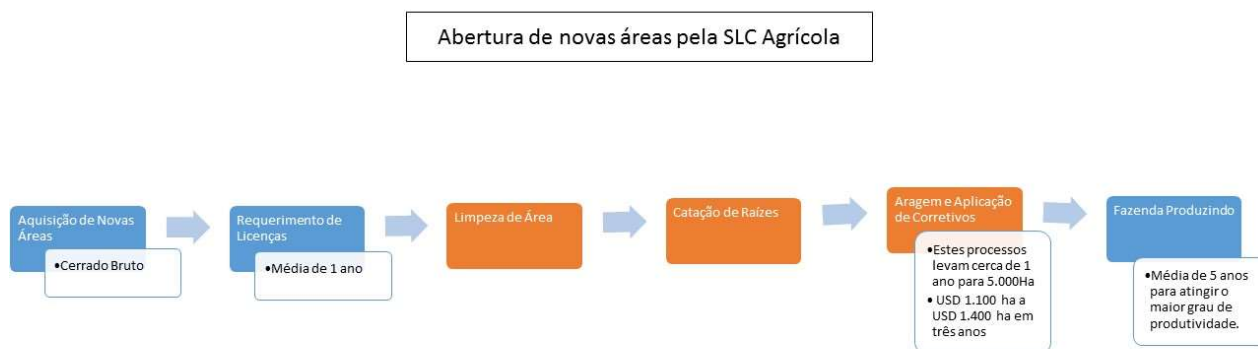 Abertura de novas áreas pela SLC Agrícola
Aquisição de Novas
Áreas
•Cerrado Bruto
Requerimento de
Licenças
•Média de 1 ano
Limpeza de Área
Catação de Raízes
Aragem e Aplicação
de Corretivos
•Estes processos
levam cerca de 1
ano para 5.000Ha
• USD 1.100 ha a
USD 1.400 ha em
três anos
Fazenda Produzindo
•Média de 5 anos
para atingir o
maior grau de
produtividade.